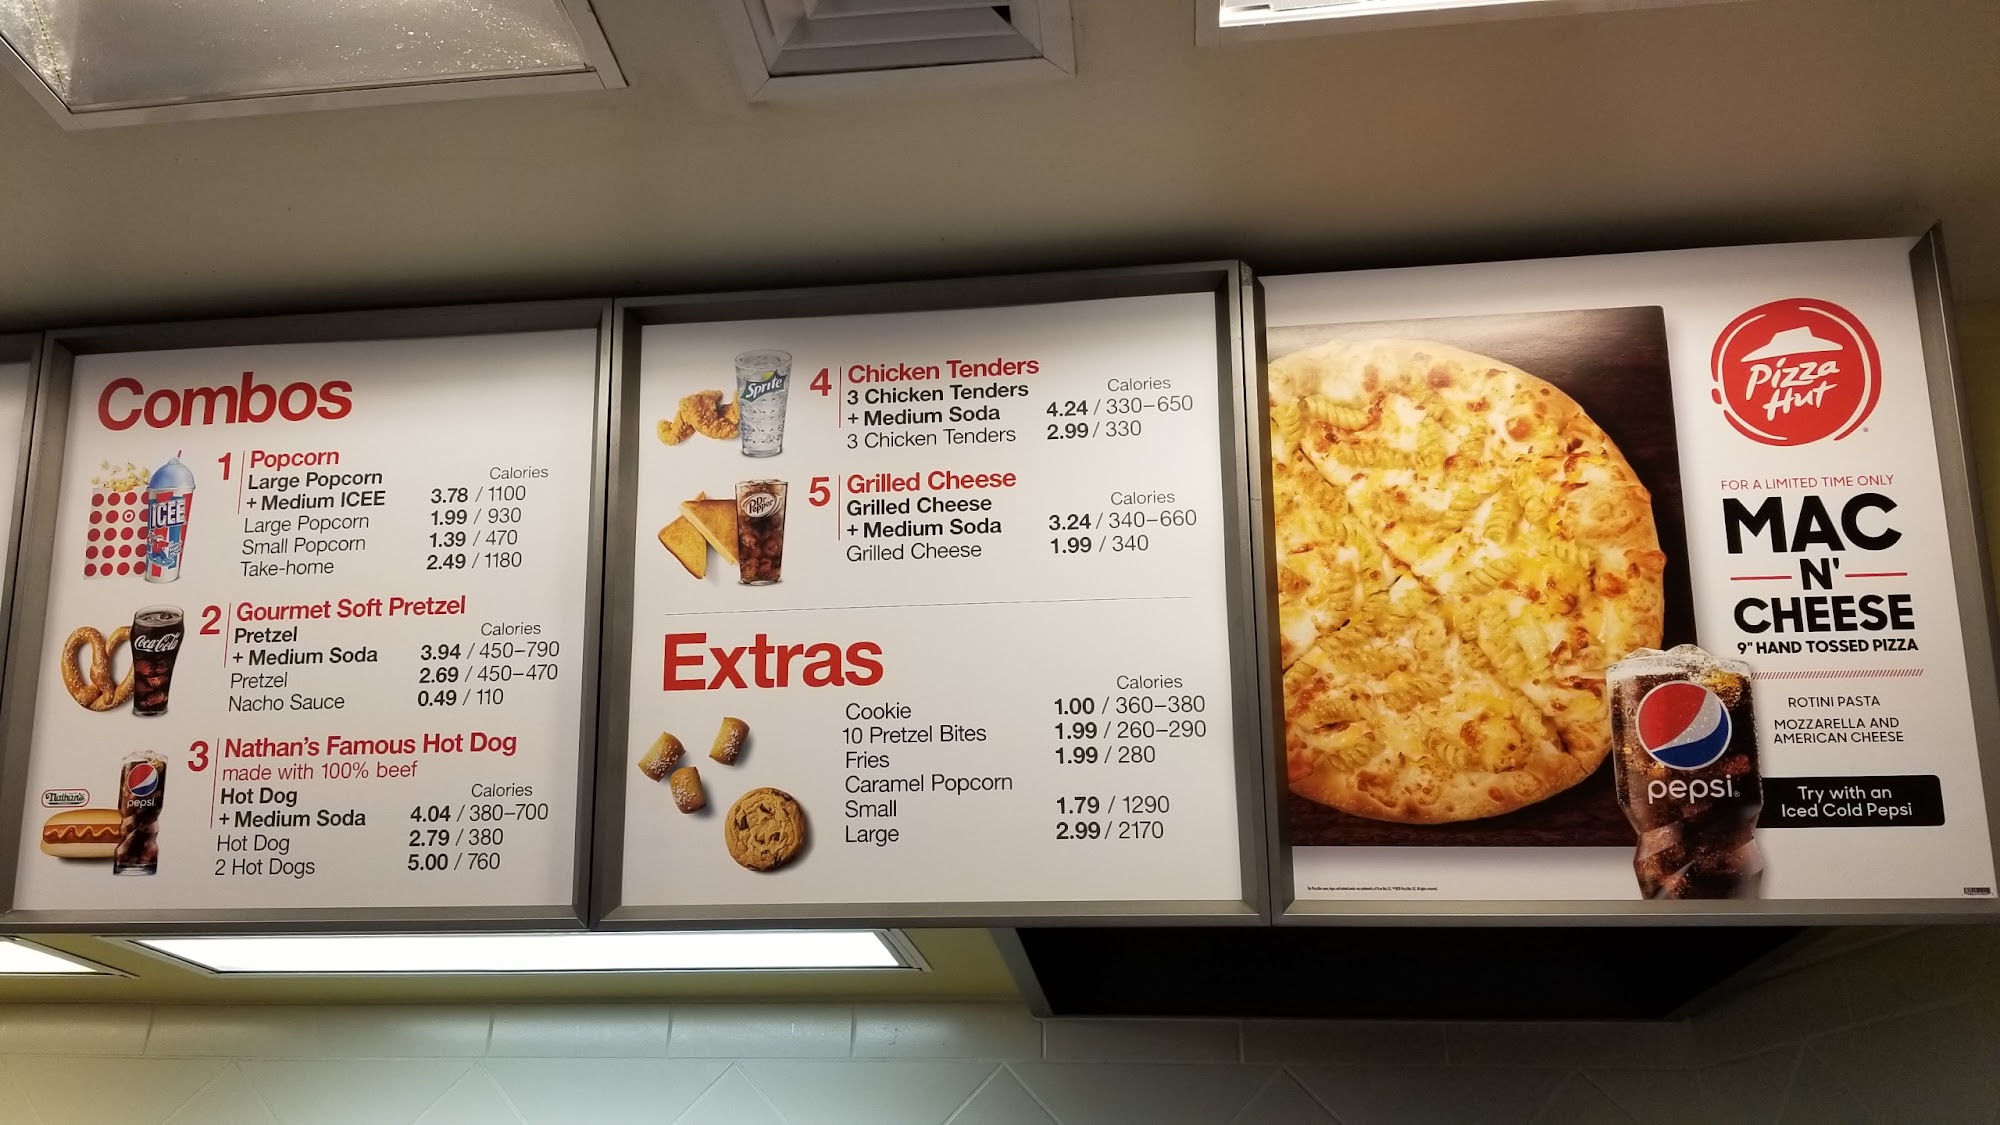 Combos
1 Popcorn
Calories
Large Popcorn
+ Medium ICEE 3.78 / 1100
Large Popcorn 1.99 / 930
Small Popcorn 1.39 / 470
Take-home 2.49 / 1180
ICEE
2 Gourmet Soft Pretzel
Calories
Pretzel
+ Medium Soda 3.94 / 450–790
Pretzel 2.69 / 450–470
Nacho Sauce 0.49 / 110
Coca-Cola
3 Nathan's Famous Hot Dog
made with 100% beef
Calories
Hot Dog
+ Medium Soda 4.04 / 380–700
Hot Dog 2.79 / 380
2 Hot Dogs 5.00 / 760
Nathan's
pepsi
4 Chicken Tenders
Calories
3 Chicken Tenders
+ Medium Soda 4.24 / 330–650
3 Chicken Tenders 2.99 / 330
Sprite
5 Grilled Cheese
Calories
Grilled Cheese
+ Medium Soda 3.24 / 340–660
Grilled Cheese 1.99 / 340
Dr Pepper
Extras
Calories
Cookie 1.00 / 360–380
10 Pretzel Bites 1.99 / 260–290
Fries 1.99 / 280
Caramel Popcorn
Small 1.79 / 1290
Large 2.99 / 2170
Pizza
Hut
FOR A LIMITED TIME ONLY
MAC
N'
CHEESE
9" HAND TOSSED PIZZA
ROTINI PASTA
MOZZARELLA AND
AMERICAN CHEESE
Try with an
Iced Cold Pepsi
pepsi